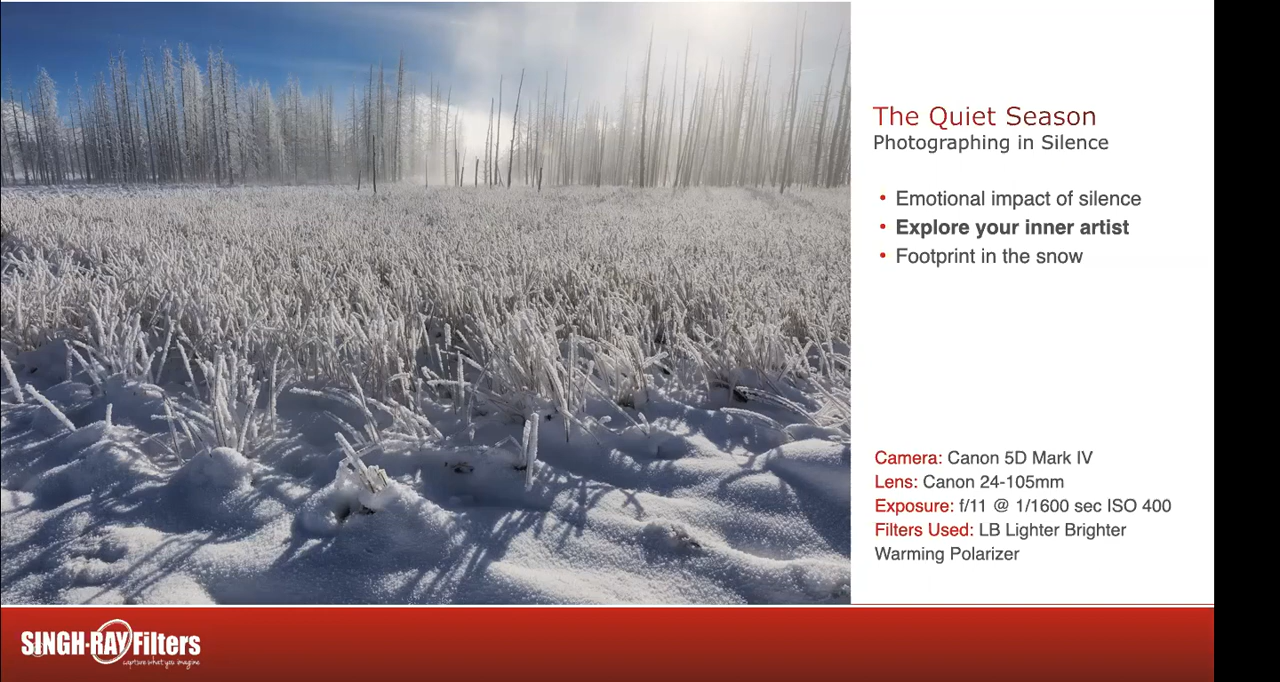 The Quiet Season
Photographing in Silence
• Emotional impact of silence
• Explore your inner artist
• Footprint in the snow
Camera: Canon 5D Mark IV
Lens: Canon 24-105mm
Exposure: f/11 @ 1/1600 sec ISO 400
Filters Used: LB Lighter Brighter
Warming Polarizer
SINGH-RAY Filters
capture what you imagine